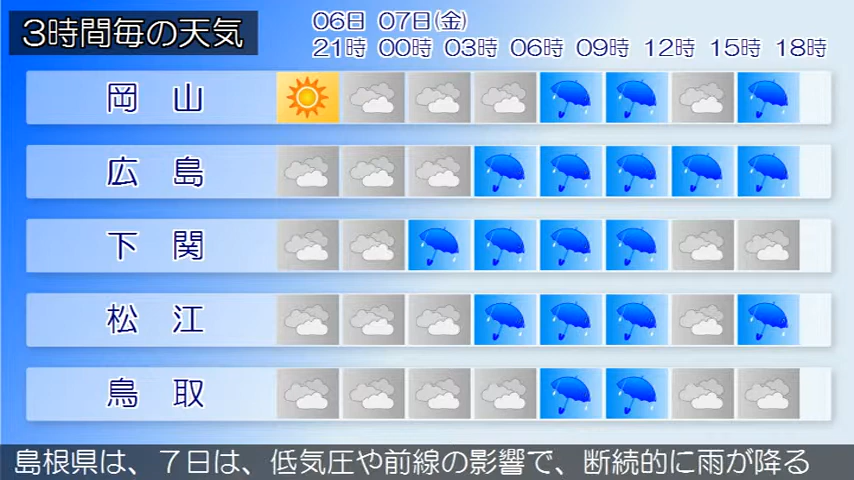 3時間毎の天気
06日 07日(金)
21時 00時 03時 06時 09時 12時 15時 18時
岡 山
広 島
下 関
松 江
鳥 取
島根県は、7日は、低気圧や前線の影響で、断続的に雨が降る